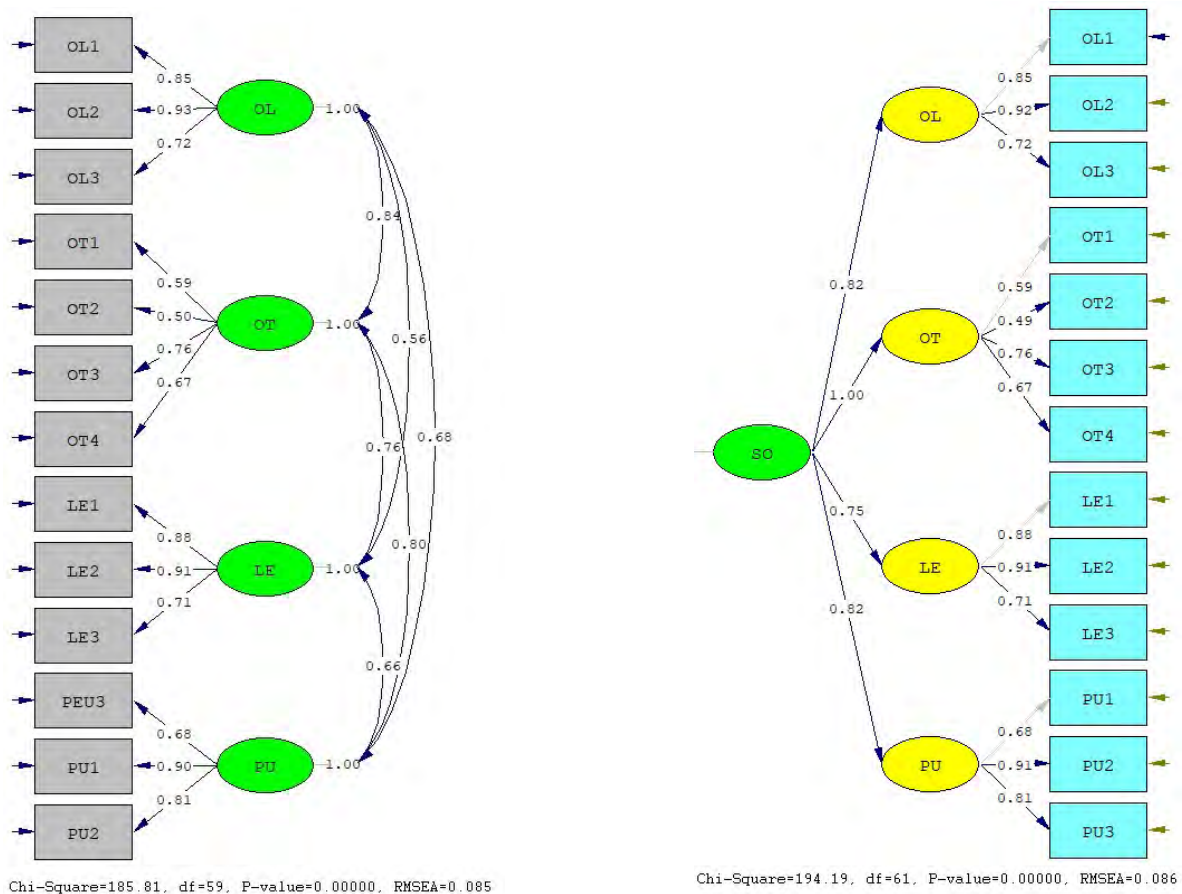 OL1
0.85
OL2
0.93
OL
1.00
0.72
OL3
0.84
OT1
0.59
OT2
0.50
OT
1.00
0.56
0.76
OT3
0.67
OT4
0.76
0.68
LE1
0.88
0.80
LE2
0.91
LE
1.00
0.71
LE3
0.66
PEU3
0.68
PU1
0.90
PU
1.00
0.81
PU2
Chi-Square=185.81, df=59, P-value=0.00000, RMSEA=0.085
OL1
0.85
OL
0.92
OL2
0.72
OL3
OT1
0.82
0.59
OT2
OT
0.49
0.76
OT3
1.00
0.67
OT4
SO
LE1
0.75
0.88
LE
0.91
LE2
0.71
0.82
LE3
PU1
0.68
PU
0.91
PU2
0.81
PU3
Chi-Square=194.19, df=61, P-value=0.00000, RMSEA=0.086